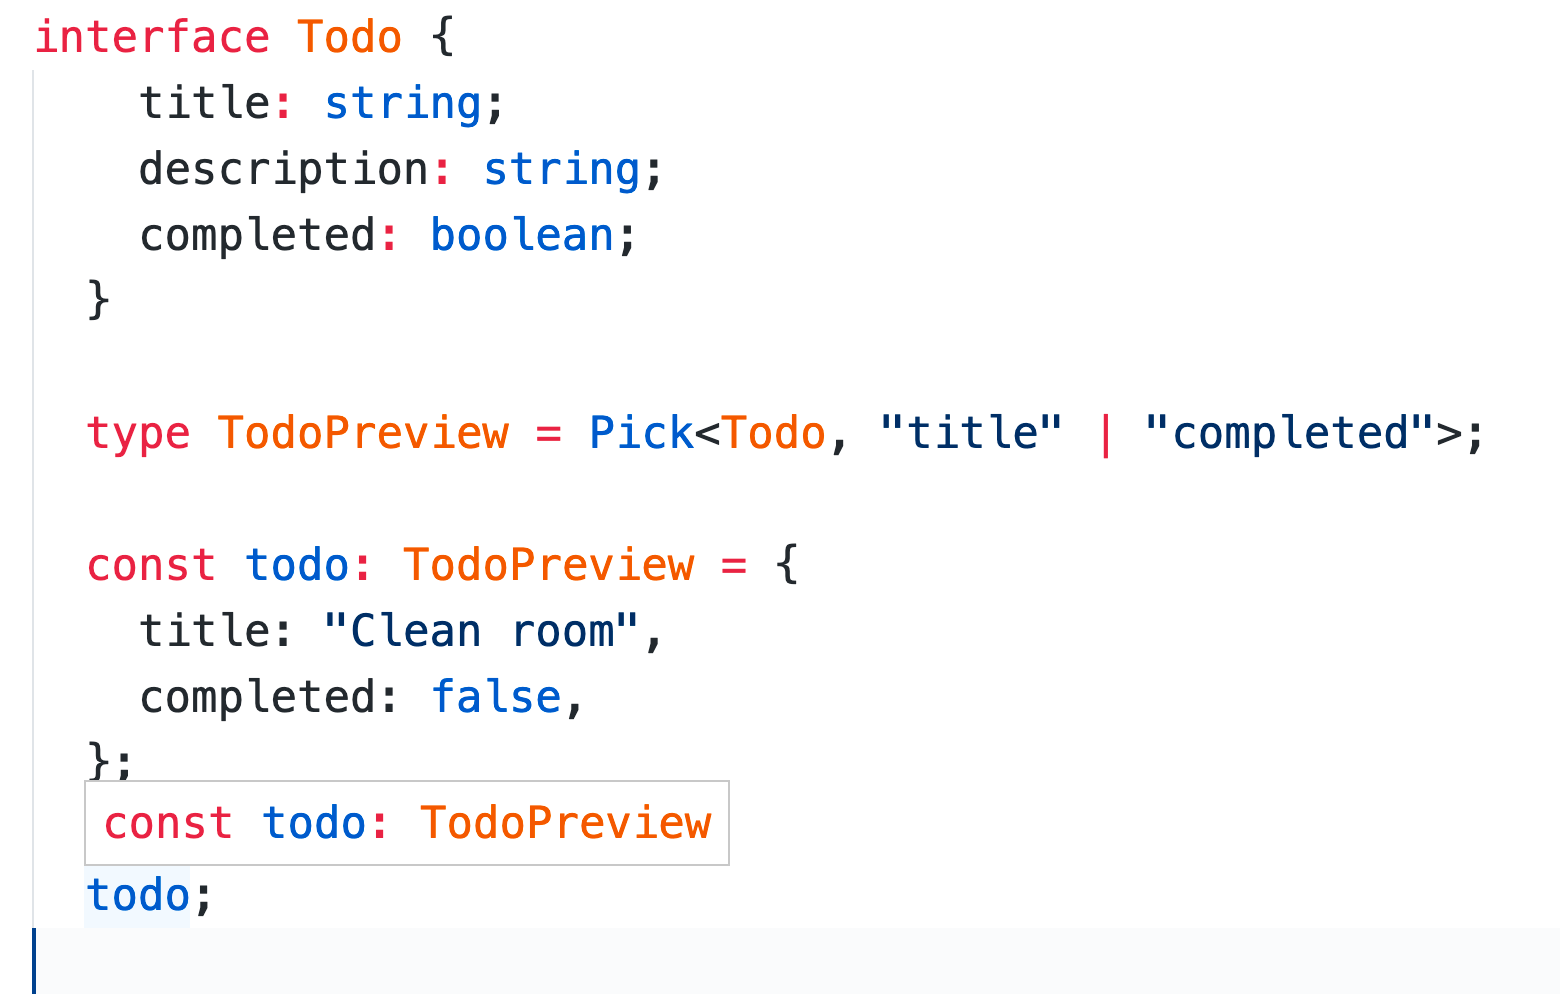 interface Todo {
title: string;
description: string;
completed: boolean;
}
type TodoPreview = Pick<Todo, "title" | "completed">;
const todo: TodoPreview = {
title: "Clean room",
completed: false,
};
const todo: TodoPreview
todo;